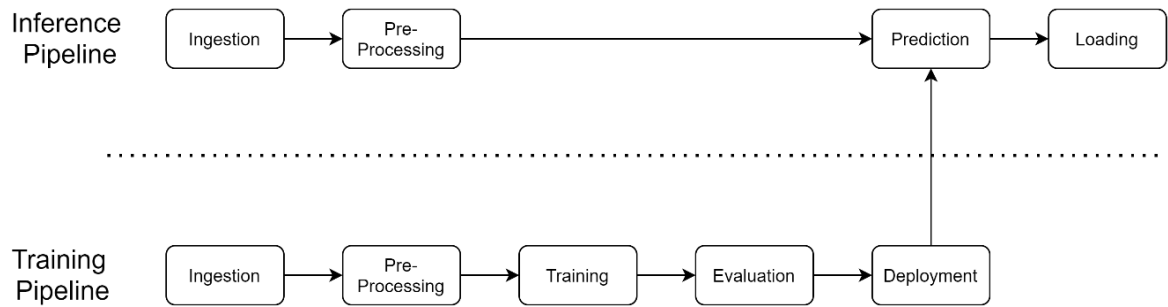 Inference
Pipeline
Ingestion
Pre-
Processing
Prediction
Loading
Training
Pipeline
Ingestion
Pre-
Processing
Training
Evaluation
Deployment